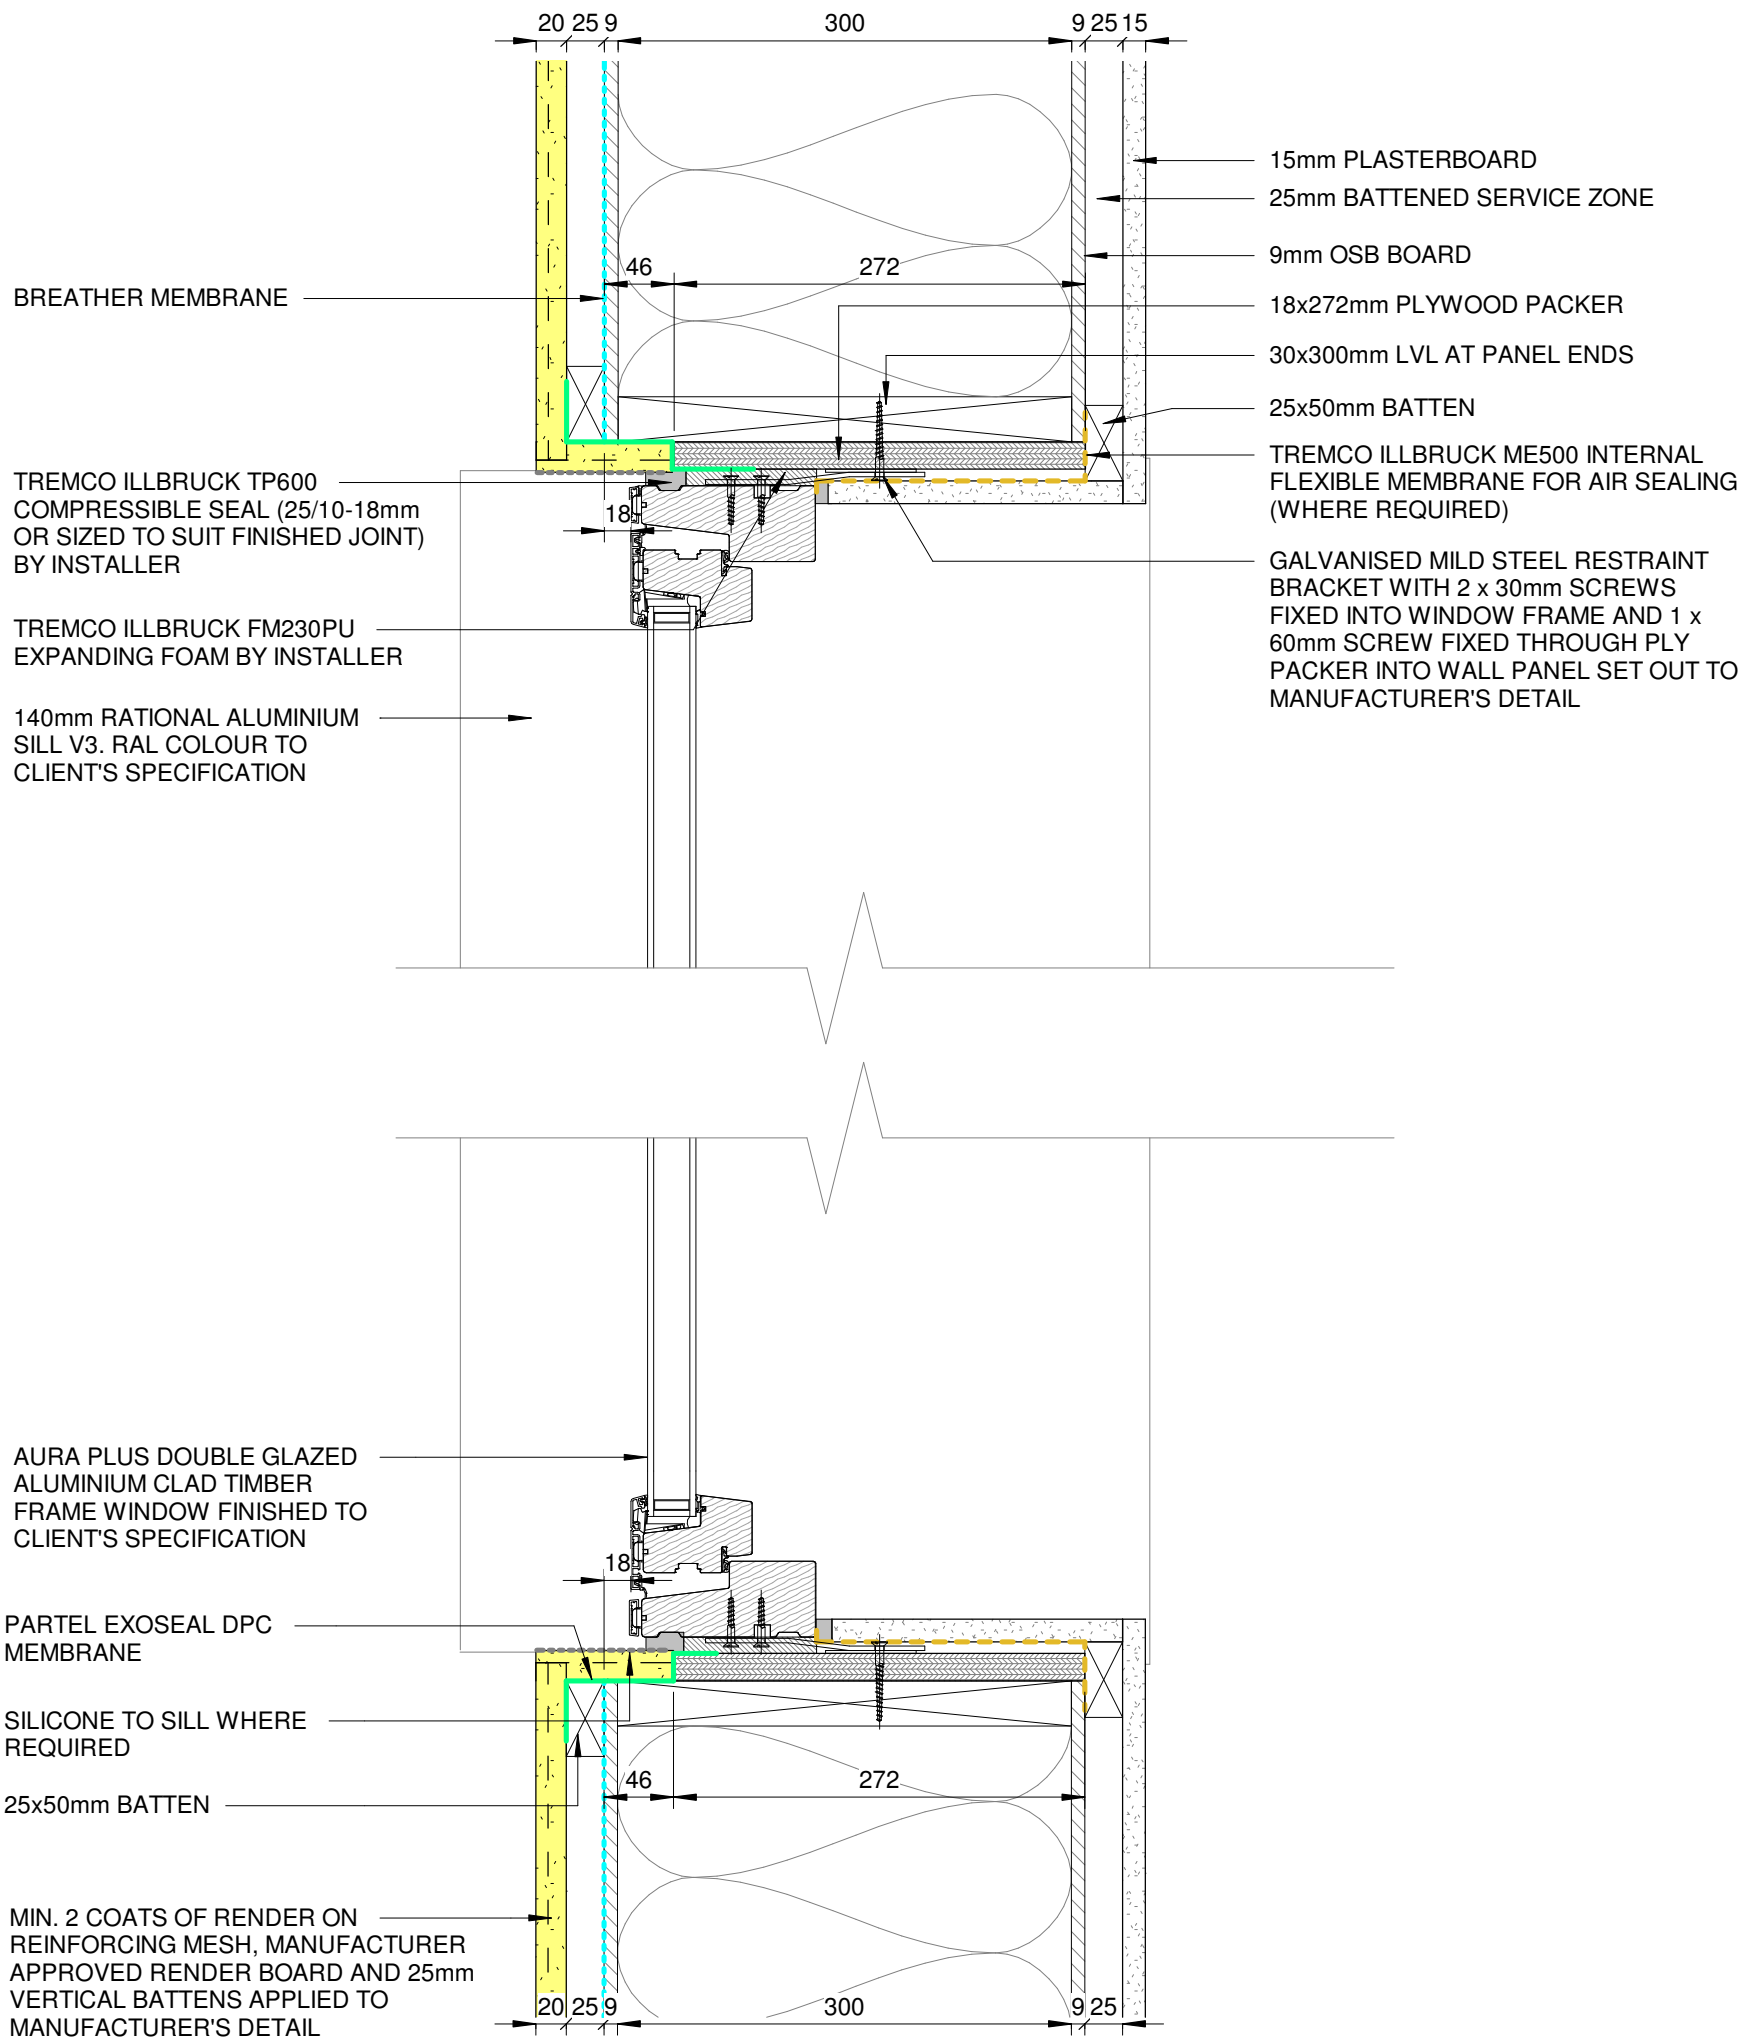 20 25 9 300 9 25 15
15mm PLASTERBOARD
25mm BATTENED SERVICE ZONE
9mm OSB BOARD
46 272
BREATHER MEMBRANE
18x272mm PLYWOOD PACKER
30x300mm LVL AT PANEL ENDS
25x50mm BATTEN
TREMCO ILLBRUCK ME500 INTERNAL
FLEXIBLE MEMBRANE FOR AIR SEALING
(WHERE REQUIRED)
TREMCO ILLBRUCK TP600
COMPRESSIBLE SEAL (25/10-18mm
OR SIZED TO SUIT FINISHED JOINT)
BY INSTALLER
18
GALVANISED MILD STEEL RESTRAINT
BRACKET WITH 2 x 30mm SCREWS
FIXED INTO WINDOW FRAME AND 1 x
60mm SCREW FIXED THROUGH PLY
PACKER INTO WALL PANEL SET OUT TO
MANUFACTURER'S DETAIL
TREMCO ILLBRUCK FM230PU
EXPANDING FOAM BY INSTALLER
140mm RATIONAL ALUMINIUM
SILL V3. RAL COLOUR TO
CLIENT'S SPECIFICATION
AURA PLUS DOUBLE GLAZED
ALUMINIUM CLAD TIMBER
FRAME WINDOW FINISHED TO
CLIENT'S SPECIFICATION
18
PARTEL EXOSEAL DPC
MEMBRANE
SILICONE TO SILL WHERE
REQUIRED
46 272
25x50mm BATTEN
MIN. 2 COATS OF RENDER ON
REINFORCING MESH, MANUFACTURER
APPROVED RENDER BOARD AND 25mm
VERTICAL BATTENS APPLIED TO
MANUFACTURER'S DETAIL
20 25 9 300 9 25